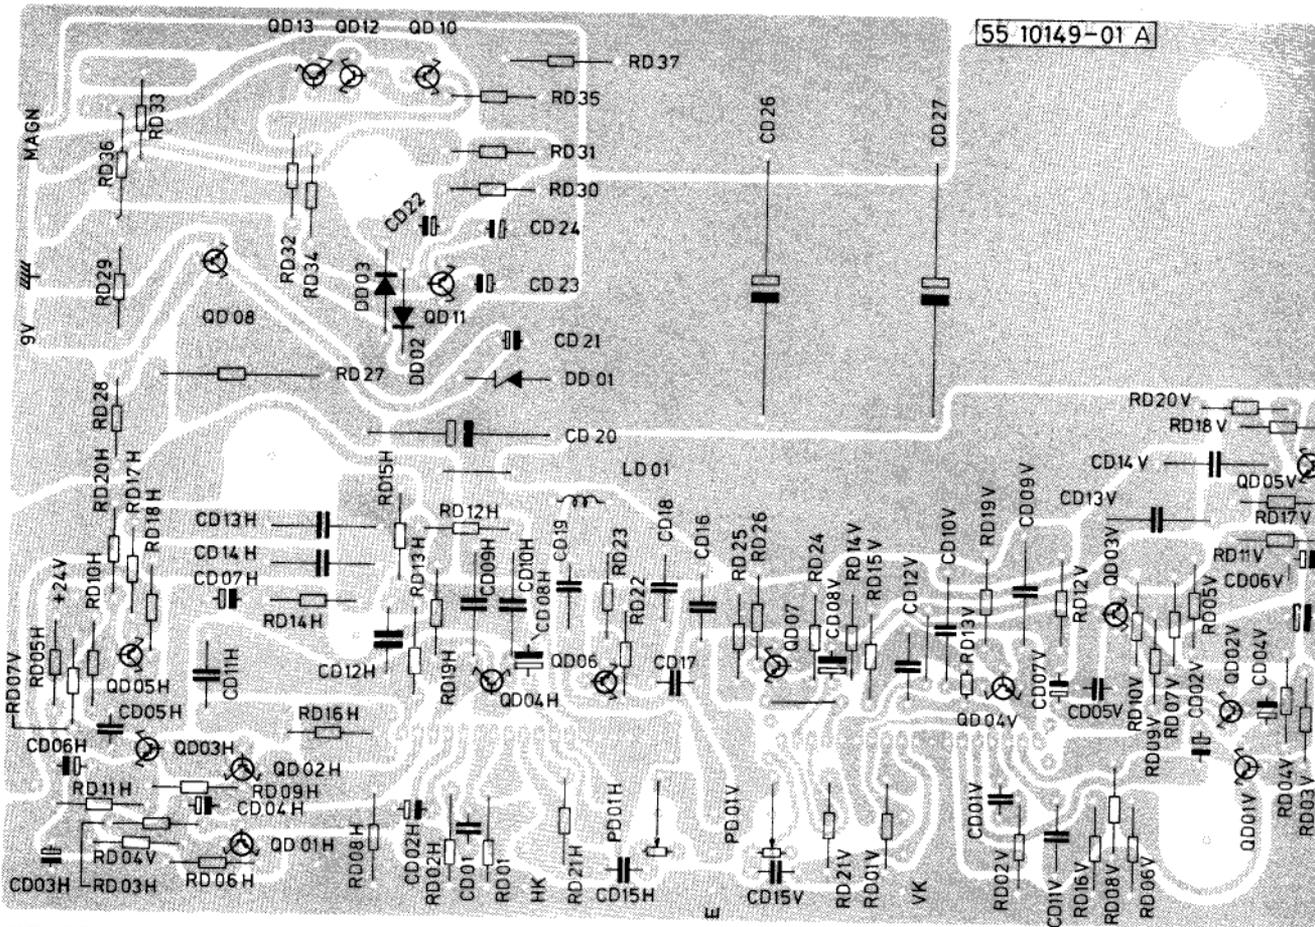 55 10149-01 A
QD13 QD12 QD10
RD37
RD35
RD33
MAGN
RD36
RD31
RD30
CD26
CD27
CD22
CD24
RD32
RD34
RD29
DD03
CD23
QD08
QD11
9V
DD02
CD21
RD27
DD01
RD28
CD20
RD20V
RD18V
LD01
RD20H
RD17H
RD18H
RD15H
CD14V
QD05V
CD13V
RD17V
CD13H
RD12H
CD14H
CD07H
RD13H
CD09H
CD10H
CD08H
CD19
RD23
RD22
CD18
CD16
RD25
RD26
RD24
RD14V
RD15V
CD12V
CD10V
RD19V
CD09V
QD03V
RD11V
CD06V
+24V
RD10H
RD14H
RD12V
RD05V
RD05H
RD07V
QD05H
CD11H
CD12H
RD19H
QD04H
QD06
CD17
QD07
CD08V
RD13V
QD04V
CD07V
CD05V
RD10V
RD09V
RD07V
CD02V
QD02V
CD04V
CD05H
RD16H
CD06H
QD03H
QD02H
RD09H
RD11H
CD04H
RD04V
QD01H
CD03H
RD03H
RD06H
RD08H
CD02H
RD02H
CD01
RD01
HK
RD21H
PD01H
CD15H
E
PD01V
CD15V
RD21V
RD01V
VK
CD01V
RD02V
CD11V
RD16V
RD08V
RD06V
QD01V
RD04V
RD03V